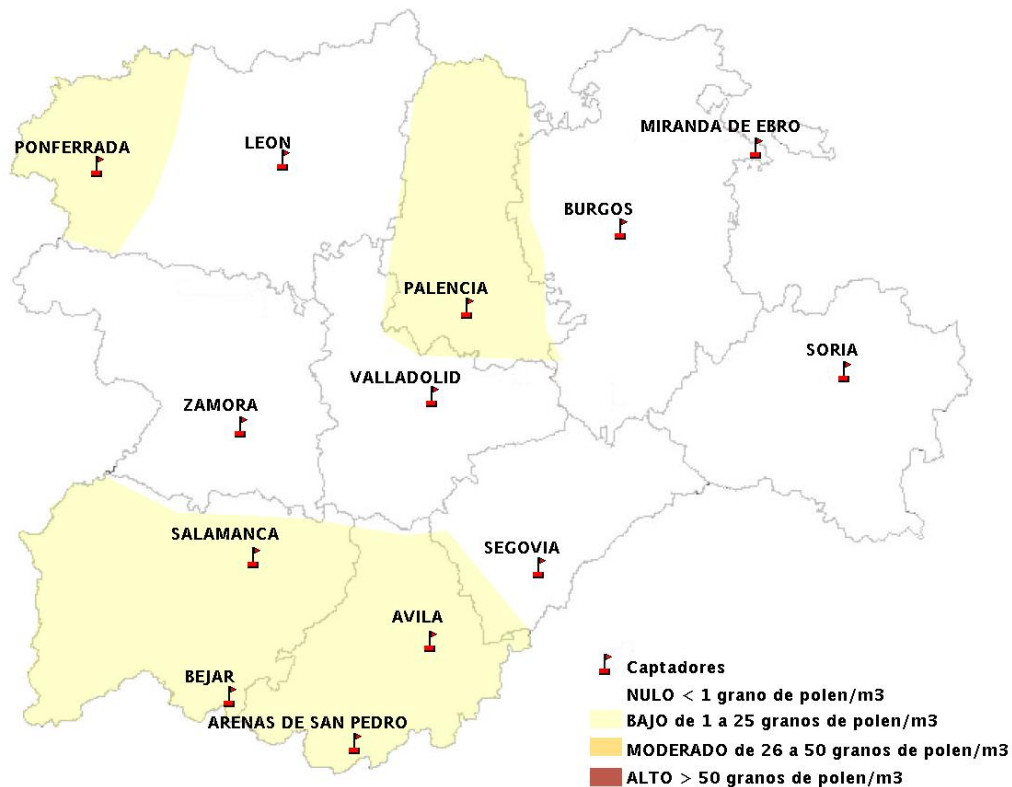 MIRANDA DE EBRO
PONFERRADA
LEON
BURGOS
PALENCIA
SORIA
VALLADOLID
ZAMORA
SALAMANCA
SEGOVIA
AVILA
BEJAR
ARENAS DE SAN PEDRO
Captadores
NULO < 1 grano de polen/m3
BAJO de 1 a 25 granos de polen/m3
MODERADO de 26 a 50 granos de polen/m3
ALTO > 50 granos de polen/m3